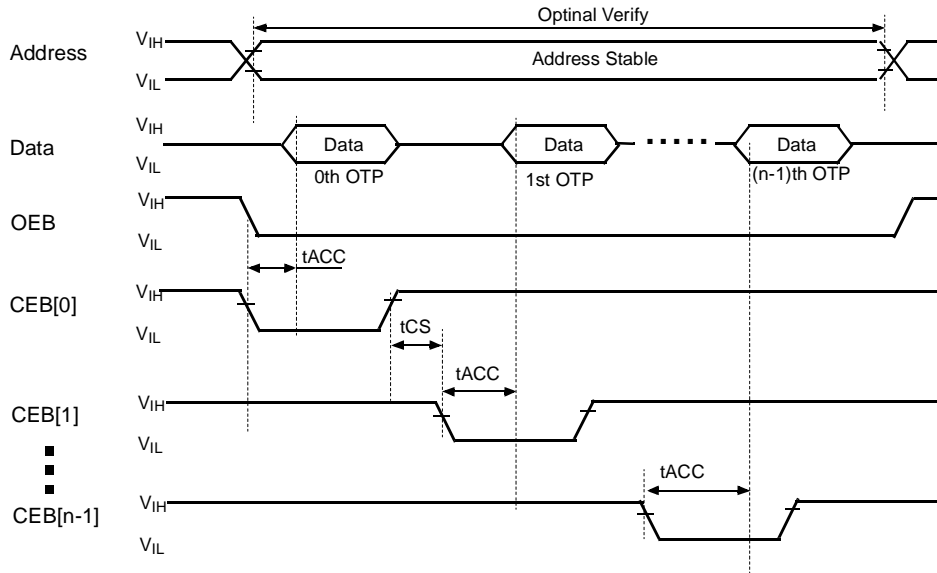 Optinal Verify
Address
VIH
VIL
Address Stable
Data
VIH
VIL
Data
Data
Data
0th OTP
1st OTP
(n-1)th OTP
OEB
VIH
VIL
tACC
CEB[0]
VIH
VIL
tCS
tACC
CEB[1]
VIH
VIL
tACC
CEB[n-1]
VIH
VIL